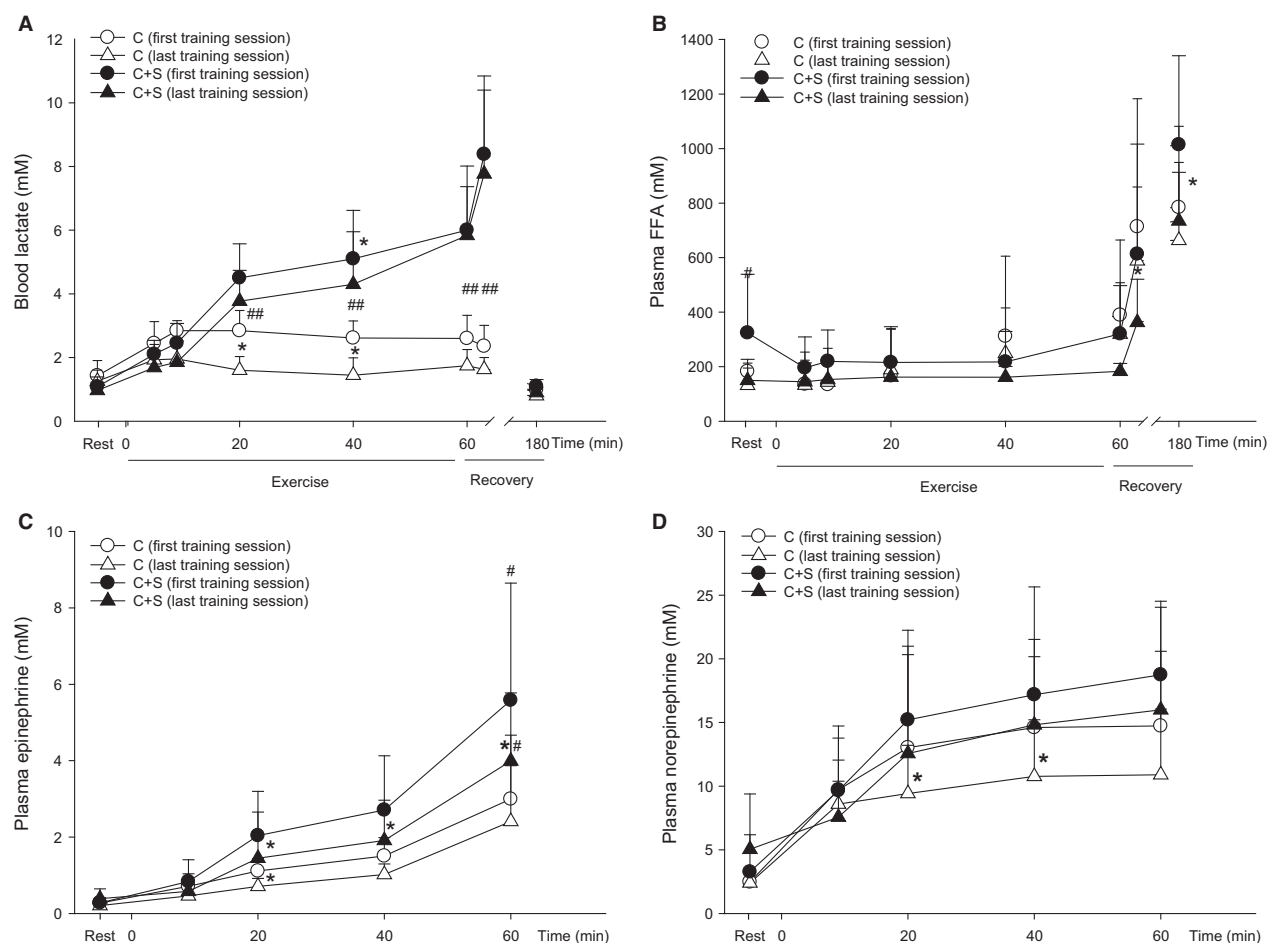 A
C (first training session)
C (last training session)
C+S (first training session)
C+S (last training session)
12
10
8
6
4
2
0
Blood lactate (mM)
*
##
##
## ##
*
*
Rest 0 20 40 60 180 Time (min)
Exercise
Recovery
B
C (first training session)
C (last training session)
C+S (first training session)
C+S (last training session)
1400
1200
1000
800
600
400
200
0
Plasma FFA (mM)
#
*
*
Rest 0 20 40 60 180 Time (min)
Exercise
Recovery
C
C (first training session)
C (last training session)
C+S (first training session)
C+S (last training session)
10
8
6
4
2
0
Plasma epinephrine (mM)
#
*#
*
*
*
Rest 0 20 40 60 Time (min)
D
C (first training session)
C (last training session)
C+S (first training session)
C+S (last training session)
30
25
20
15
10
5
0
Plasma norepinephrine (mM)
*
*
Rest 0 20 40 60 Time (min)